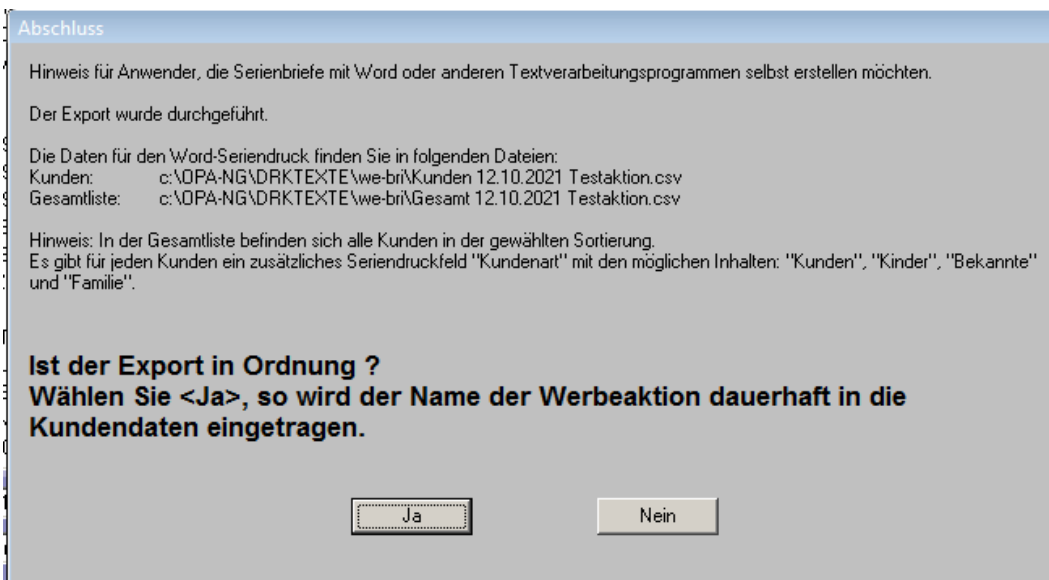 Abschluss
Hinweis für Anwender, die Serienbriefe mit Word oder anderen Textverarbeitungsprogrammen selbst erstellen möchten.
Der Export wurde durchgeführt.
Die Daten für den Word-Seriendruck finden Sie in folgenden Dateien:
Kunden: c:\OPA-NG\DRKTEXTE\we-bri\Kunden 12.10.2021 Testaktion.csv
Gesamtliste: c:\OPA-NG\DRKTEXTE\we-bri\Gesamt 12.10.2021 Testaktion.csv
Hinweis: In der Gesamtliste befinden sich alle Kunden in der gewählten Sortierung.
Es gibt für jeden Kunden ein zusätzliches Seriendruckfeld "Kundenart" mit den möglichen Inhalten: "Kunden", "Kinder", "Bekannte"
und "Familie".
Ist der Export in Ordnung ?
Wählen Sie <Ja>, so wird der Name der Werbeaktion dauerhaft in die
Kundendaten eingetragen.
Ja Nein